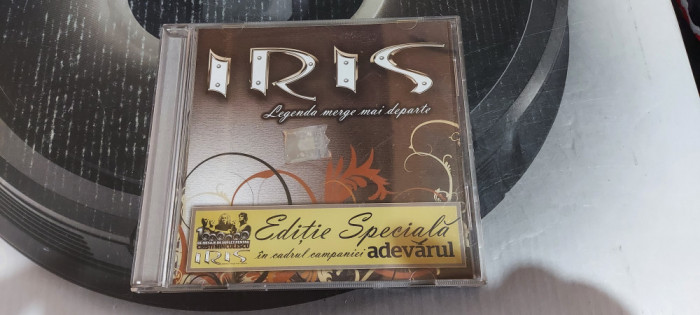 IRIS
Legenda merge mai departe
Ediție Specială
în cadrul campaniei adevărul
IRIS